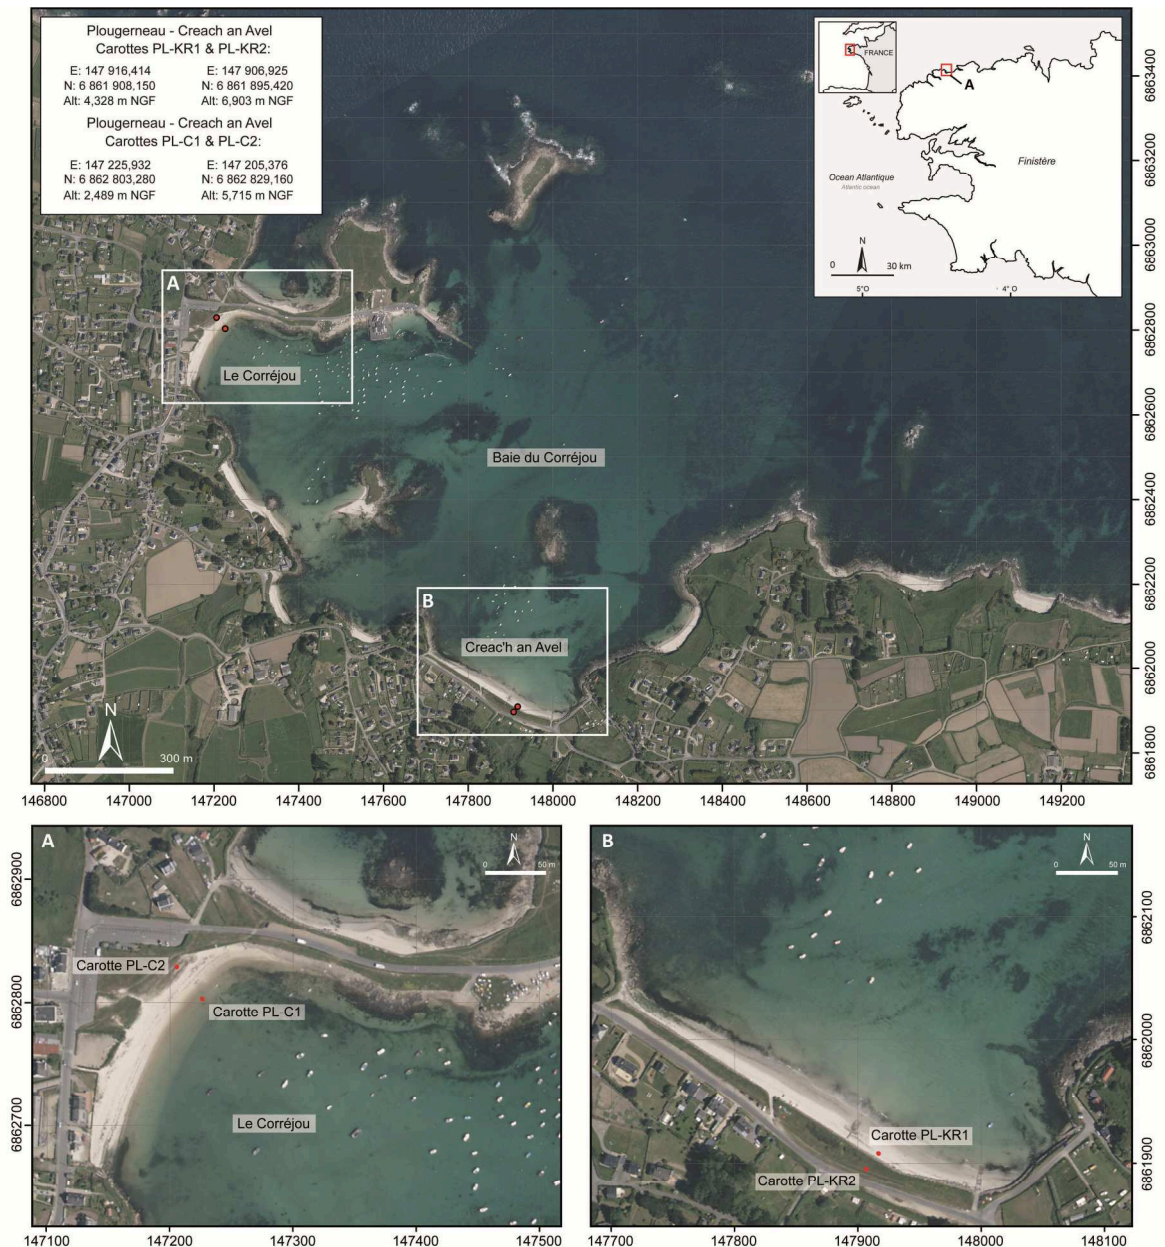 Plougerneau - Creach an Avel
Carottes PL-KR1 & PL-KR2:
E: 147 916,414 E: 147 906,925
N: 6 861 908,150 N: 6 861 895,420
Alt: 4,328 m NGF Alt: 6,903 m NGF
Plougerneau - Creach an Avel
Carottes PL-C1 & PL-C2:
E: 147 225,932 E: 147 205,376
N: 6 862 803,280 N: 6 862 829,160
Alt: 2,489 m NGF Alt: 5,715 m NGF
FRANCE
A
Finistére
Ocean Atlantique
Atlantic ocean
N
0 30 km
5°0 4°0
A
Le Corréjou
Baie du Corréjou
B
Creac'h an Avel
N
0 300 m
6863400
6863200
6863000
6862800
6862600
6862400
6862200
6862000
6861800
146800 147000 147200 147400 147600 147800 148000 148200 148400 148600 148800 149000 149200
A
N
0 50 m
Carotte PL-C2
Carotte PL-C1
Le Corréjou
6862900
6862800
6862700
147100 147200 147300 147400 147500
B
N
0 50 m
Carotte PL-KR1
Carotte PL-KR2
6862100
6862000
6861900
147700 147800 147900 148000 148100